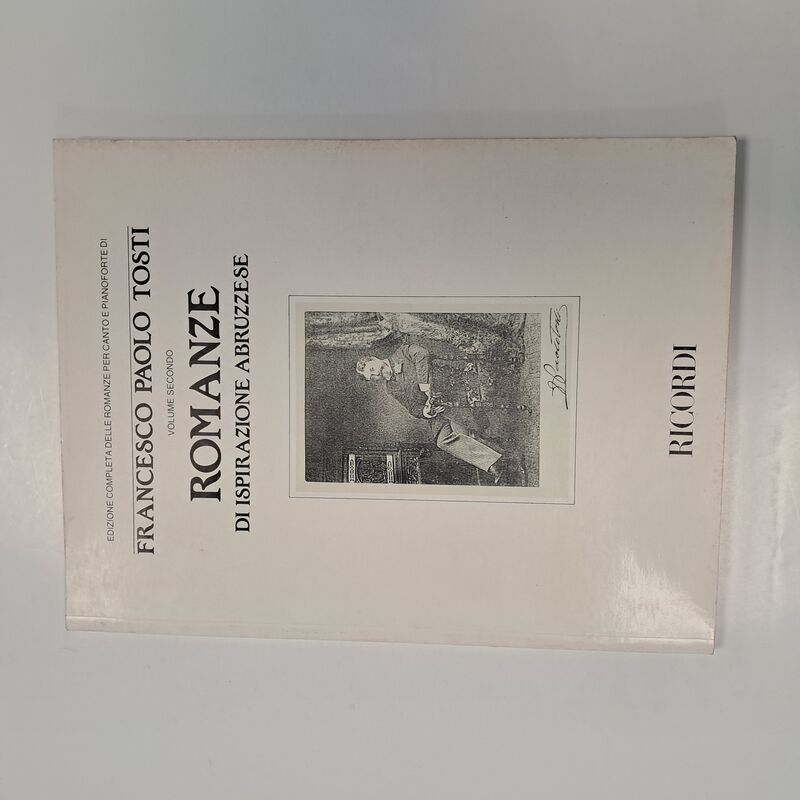 EDIZIONE COMPLETA DELLE ROMANZE PER CANTO E PIANOFORTE DI
FRANCESCO PAOLO TOSTI
VOLUME SECONDO
ROMANZE
DI ISPIRAZIONE ABRUZZESE
RICORDI